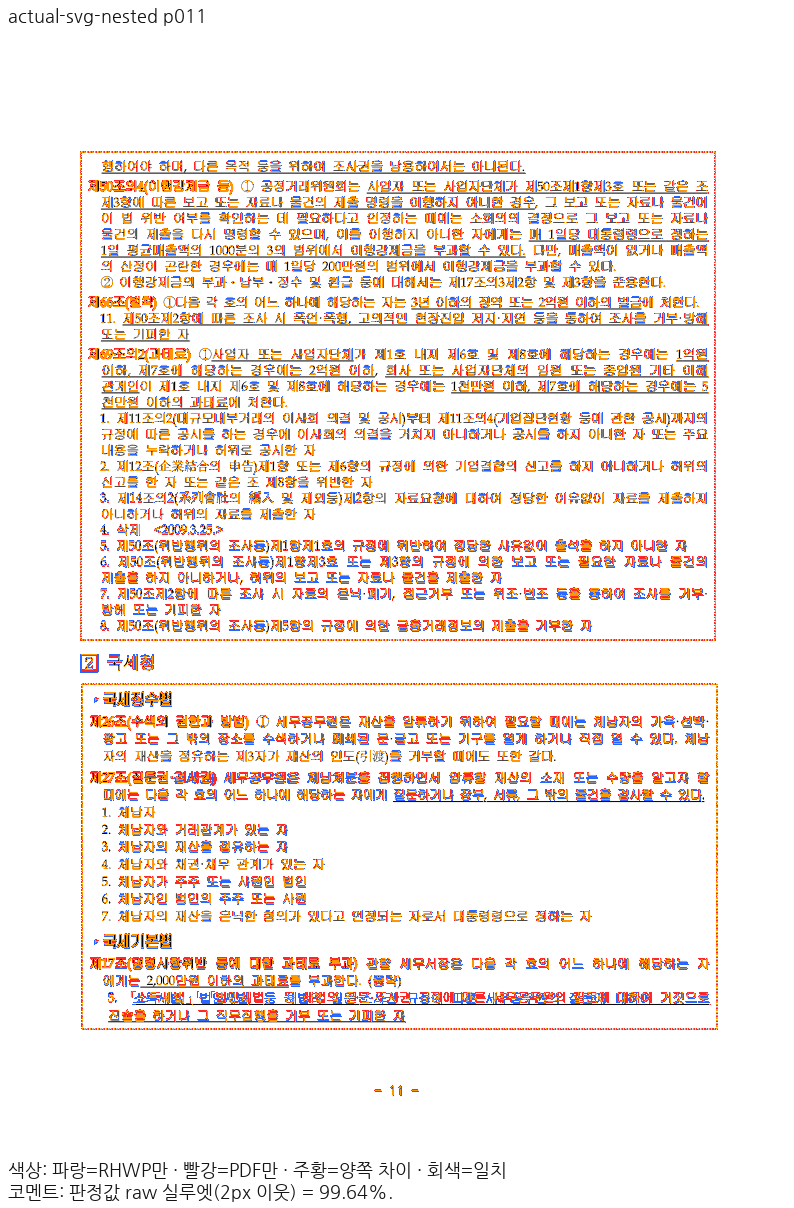 actual-svg-nested p011
형하여야 하며, 다른 목적 등을 위하여 조사권을 남용하여서는 아니된다.
제50조의4(이행강제금 등) ① 공정거래위원회는 사업자 또는 사업자단체가 제50조제1항제3호 또는 같은 조
제3항에 따른 보고 또는 자료나 물건의 제출 명령을 이행하지 아니한 경우, 그 보고 또는 자료나 물건에
이 법 위반 여부를 확인하는 데 필요하다고 인정하는 때에는 소회의의 결정으로 그 보고 또는 자료나
물건의 제출을 다시 명령할 수 있으며, 이를 이행하지 아니한 자에게는 매 1일당 대통령령으로 정하는
1일 평균매출액의 1000분의 3의 범위에서 이행강제금을 부과할 수 있다. 다만, 매출액이 없거나 매출액
의 산정이 곤란한 경우에는 매 1일당 200만원의 범위에서 이행강제금을 부과할 수 있다.
② 이행강제금의 부과·납부·징수 및 환급 등에 대해서는 제17조의3제2항 및 제3항을 준용한다.
제66조(벌칙) ①다음 각 호의 어느 하나에 해당하는 자는 3년 이하의 징역 또는 2억원 이하의 벌금에 처한다.
11. 제50조제2항에 따른 조사 시 폭언·폭행, 고의적인 현장진입 저지·지연 등을 통하여 조사를 거부·방해
또는 기피한 자
제69조의2(과태료) ①사업자 또는 사업자단체가 제1호 내지 제6호 및 제8호에 해당하는 경우에는 1억원
이하, 제7호에 해당하는 경우에는 2억원 이하, 회사 또는 사업자단체의 임원 또는 종업원 기타 이해
관계인이 제1호 내지 제6호 및 제8호에 해당하는 경우에는 1천만원 이하, 제7호에 해당하는 경우에는 5
천만원 이하의 과태료에 처한다.
1. 제11조의2(대규모내부거래의 이사회 의결 및 공시)부터 제11조의4(기업집단현황 등에 관한 공시)까지의
규정에 따른 공시를 하는 경우에 이사회의 의결을 거치지 아니하거나 공시를 하지 아니한 자 또는 주요
내용을 누락하거나 허위로 공시한 자
2. 제12조(企業結合의 申告)제1항 또는 제6항의 규정에 의한 기업결합의 신고를 하지 아니하거나 허위의
신고를 한 자 또는 같은 조 제8항을 위반한 자
3. 제14조의2(系列會社의 編入 및 제외등)제2항의 자료요청에 대하여 정당한 이유없이 자료를 제출하지
아니하거나 허위의 자료를 제출한 자
4. 삭제 <2009.3.25.>
5. 제50조(위반행위의 조사등)제1항제1호의 규정에 위반하여 정당한 사유없이 출석을 하지 아니한 자
6. 제50조(위반행위의 조사등)제1항제3호 또는 제3항의 규정에 의한 보고 또는 필요한 자료나 물건의
제출을 하지 아니하거나, 허위의 보고 또는 자료나 물건을 제출한 자
7. 제50조제2항에 따른 조사 시 자료의 은닉·폐기, 접근거부 또는 위조·변조 등을 통하여 조사를 거부·
방해 또는 기피한 자
8. 제50조(위반행위의 조사등)제5항의 규정에 의한 금융거래정보의 제출을 거부한 자
2 국세청
국세징수법
제26조(수색의 권한과 방법) ① 세무공무원은 재산을 압류하기 위하여 필요할 때에는 체납자의 가옥·선박·
창고 또는 그 밖의 장소를 수색하거나 폐쇄된 문·금고 또는 기구를 열게 하거나 직접 열 수 있다. 체납
자의 재산을 점유하는 제3자가 재산의 인도(引渡)를 거부할 때에도 또한 같다.
제27조(질문권·검사권) 세무공무원은 체납처분을 집행하면서 압류할 재산의 소재 또는 수량을 알고자 할
때에는 다음 각 호의 어느 하나에 해당하는 자에게 질문하거나 장부, 서류, 그 밖의 물건을 검사할 수 있다.
1. 체납자
2. 체납자와 거래관계가 있는 자
3. 체납자의 재산을 점유하는 자
4. 체납자와 채권·채무 관계가 있는 자
5. 체납자가 주주 또는 사원인 법인
6. 체납자인 법인의 주주 또는 사원
7. 체납자의 재산을 은닉한 혐의가 있다고 인정되는 자로서 대통령령으로 정하는 자
국세기본법
제17조(명령사항위반 등에 대한 과태료 부과) 관할 세무서장은 다음 각 호의 어느 하나에 해당하는 자
에게는 2,000만원 이하의 과태료를 부과한다. (생략)
5. 「소득세법」 대하여 거짓으로
진술을 하거나 그 직무집행을 거부 또는 기피한 자
- 11 -
색상: 파랑=RHWP만 · 빨강=PDF만 · 주황=양쪽 차이 · 회색=일치
코멘트: 판정값 raw 실루엣(2px 이웃) = 99.64%.